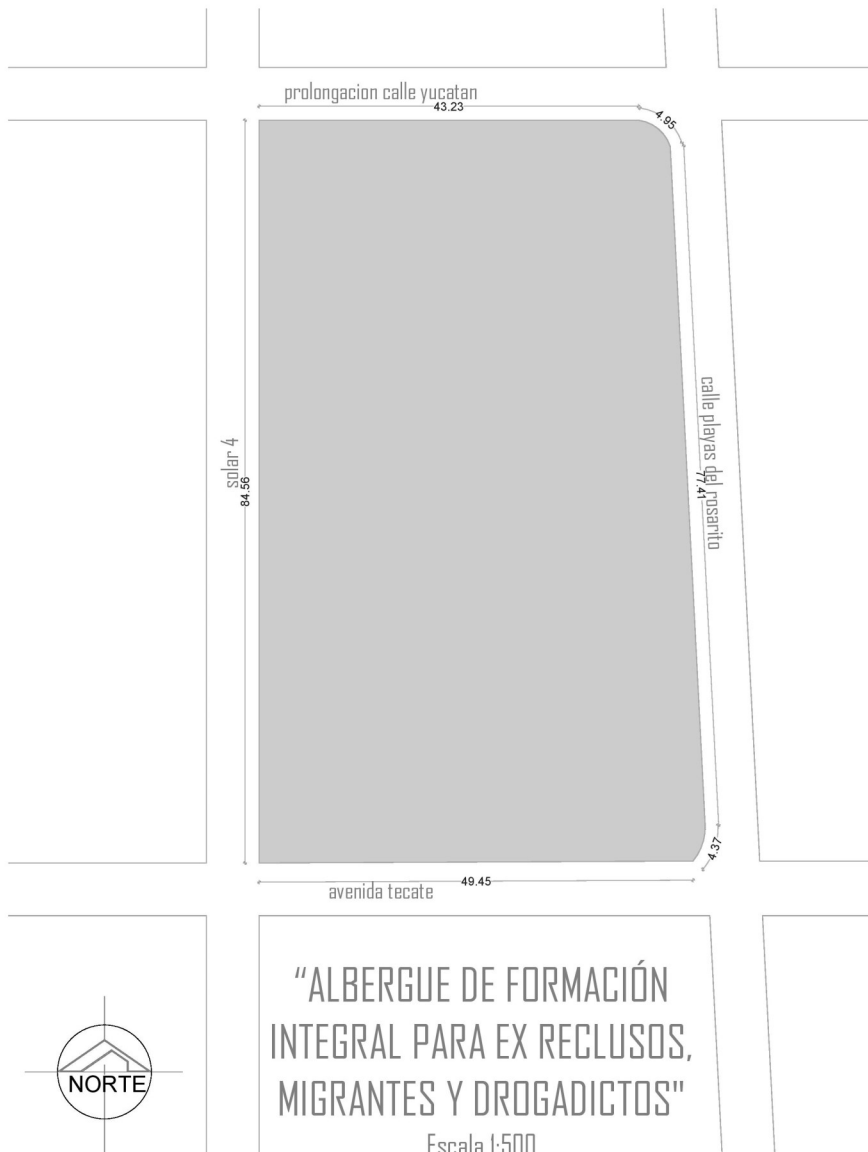 prolongacion calle yucatan
43.23
4.95
solar 4
84.56
calle playas del rosarito
77.41
4.37
49.45
avenida tecate
NORTE
“ALBERGUE DE FORMACIÓN
INTEGRAL PARA EX RECLUSOS,
MIGRANTES Y DROGADICTOS"
Escala 1:500